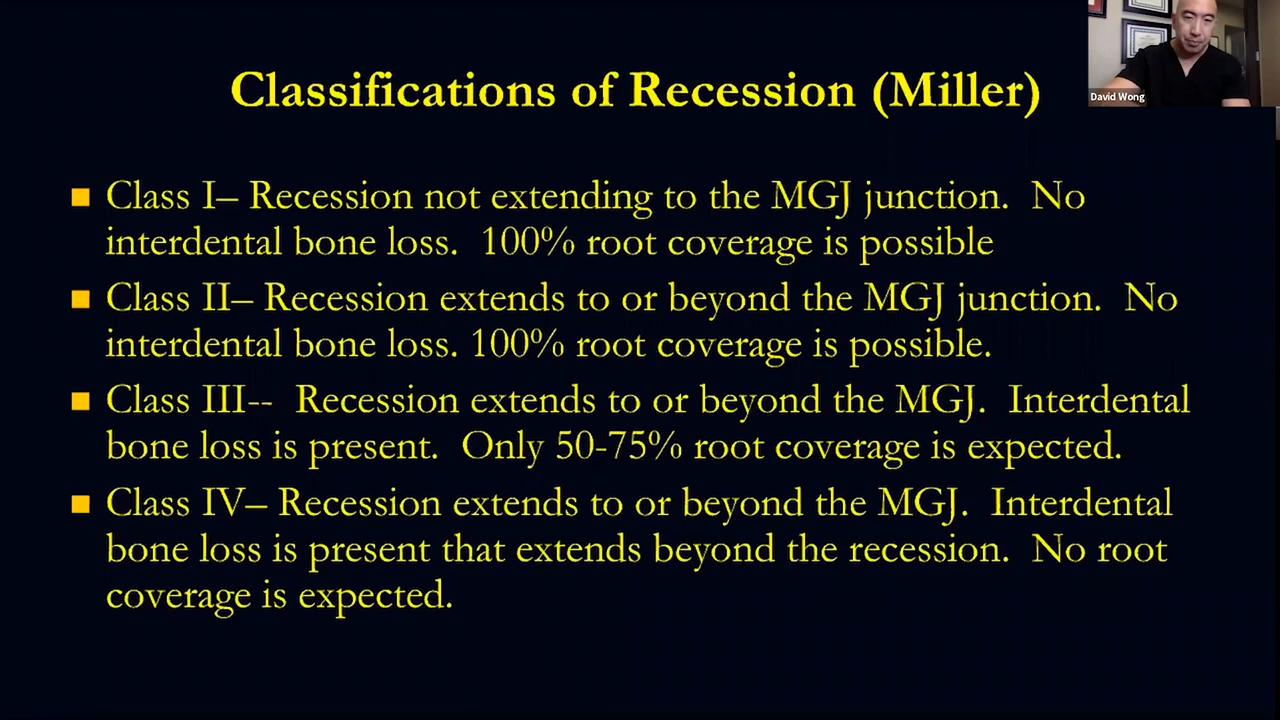 Classifications of Recession (Miller)
David Wong
■ Class I– Recession not extending to the MGJ junction. No
interdental bone loss. 100% root coverage is possible
■ Class II– Recession extends to or beyond the MGJ junction. No
interdental bone loss. 100% root coverage is possible.
■ Class III-- Recession extends to or beyond the MGJ. Interdental
bone loss is present. Only 50-75% root coverage is expected.
■ Class IV– Recession extends to or beyond the MGJ. Interdental
bone loss is present that extends beyond the recession. No root
coverage is expected.